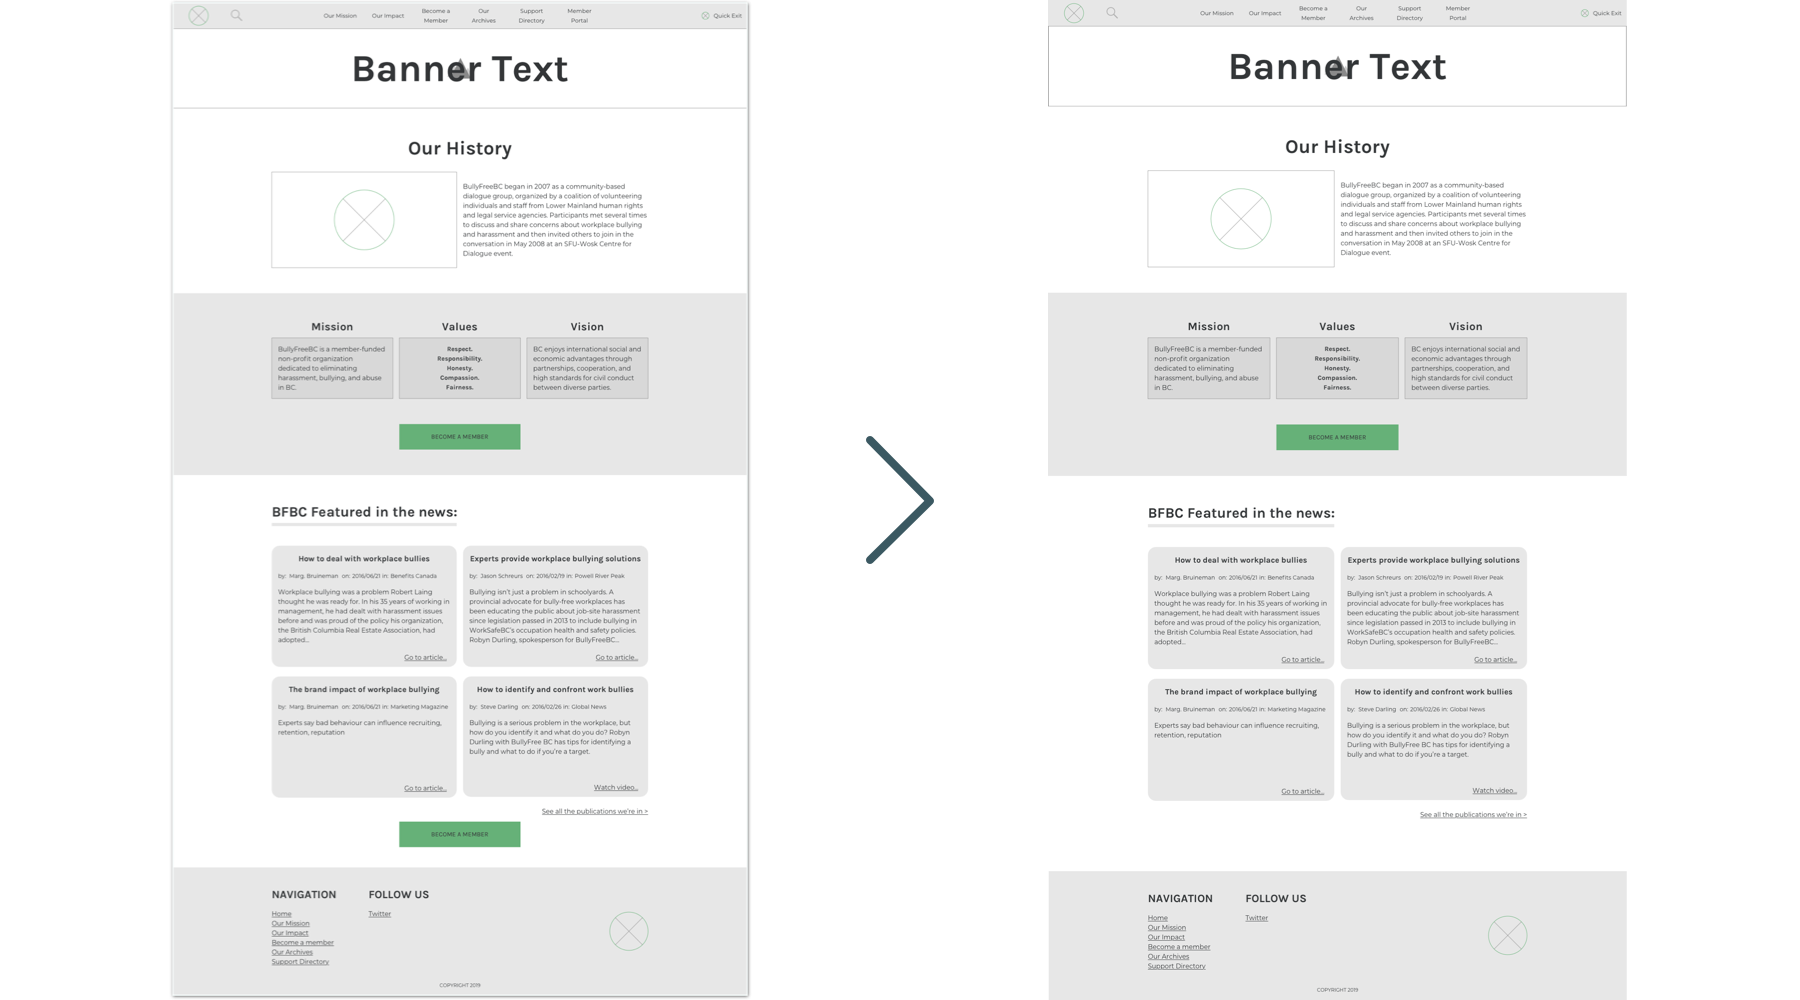 Our Mission
Our Impact
Become a
Member
Our
Archives
Support
Directory
Member
Portal
Quick Exit
Banner Text
Our History
BullyFreeBC began in 2007 as a community-based
dialogue group, organized by a coalition of volunteering
individuals and staff from Lower Mainland human rights
and legal service agencies. Participants met several times
to discuss and share concerns about workplace bullying
and harassment and then invited others to join in the
conversation in May 2008 at an SFU-Wosk Centre for
Dialogue event.
Mission
BullyFreeBC is a member-funded
non-profit organization
dedicated to eliminating
harassment, bullying, and abuse
in BC.
Values
Respect.
Responsibility.
Honesty.
Compassion.
Fairness.
Vision
BC enjoys international social and
economic advantages through
partnerships, cooperation, and
high standards for civil conduct
between diverse parties.
BECOME A MEMBER
BFBC Featured in the news:
How to deal with workplace bullies
by: Marg. Bruineman on: 2016/06/21 in: Benefits Canada
Workplace bullying was a problem Robert Laing
thought he was ready for. In his 35 years of working in
management, he had dealt with harassment issues
before and was proud of the policy his organization,
the British Columbia Real Estate Association, had
adopted...
Go to article...
Experts provide workplace bullying solutions
by: Jason Schreurs on: 2016/02/19 in: Powell River Peak
Bullying isn't just a problem in schoolyards. A
provincial advocate for bully-free workplaces has
been educating the public about job-site harassment
since legislation passed in 2013 to include bullying in
WorkSafeBC's occupation health and safety policies.
Robyn Durling, spokesperson for BullyFreeBC...
Go to article...
The brand impact of workplace bullying
by: Marg. Bruineman on: 2016/06/21 in: Marketing Magazine
Experts say bad behaviour can influence recruiting,
retention, reputation
Go to article...
How to identify and confront work bullies
by: Steve Darling on: 2016/02/26 in: Global News
Bullying is a serious problem in the workplace, but
how do you identify it and what do you do? Robyn
Durling with BullyFree BC has tips for identifying a
bully and what to do if you're a target.
Watch video...
See all the publications we're in >
BECOME A MEMBER
NAVIGATION
Home
Our Mission
Our Impact
Become a member
Our Archives
Support Directory
FOLLOW US
Twitter
COPYRIGHT 2019
Our Mission
Our Impact
Become a
Member
Our
Archives
Support
Directory
Member
Portal
Quick Exit
Banner Text
Our History
BullyFreeBC began in 2007 as a community-based
dialogue group, organized by a coalition of volunteering
individuals and staff from Lower Mainland human rights
and legal service agencies. Participants met several times
to discuss and share concerns about workplace bullying
and harassment and then invited others to join in the
conversation in May 2008 at an SFU-Wosk Centre for
Dialogue event.
Mission
BullyFreeBC is a member-funded
non-profit organization
dedicated to eliminating
harassment, bullying, and abuse
in BC.
Values
Respect.
Responsibility.
Honesty.
Compassion.
Fairness.
Vision
BC enjoys international social and
economic advantages through
partnerships, cooperation, and
high standards for civil conduct
between diverse parties.
BECOME A MEMBER
BFBC Featured in the news:
How to deal with workplace bullies
by: Marg. Bruineman on: 2016/06/21 in: Benefits Canada
Workplace bullying was a problem Robert Laing
thought he was ready for. In his 35 years of working in
management, he had dealt with harassment issues
before and was proud of the policy his organization,
the British Columbia Real Estate Association, had
adopted...
Go to article...
Experts provide workplace bullying solutions
by: Jason Schreurs on: 2016/02/19 in: Powell River Peak
Bullying isn't just a problem in schoolyards. A
provincial advocate for bully-free workplaces has
been educating the public about job-site harassment
since legislation passed in 2013 to include bullying in
WorkSafeBC's occupation health and safety policies.
Robyn Durling, spokesperson for BullyFreeBC...
Go to article...
The brand impact of workplace bullying
by: Marg. Bruineman on: 2016/06/21 in: Marketing Magazine
Experts say bad behaviour can influence recruiting,
retention, reputation
Go to article...
How to identify and confront work bullies
by: Steve Darling on: 2016/02/26 in: Global News
Bullying is a serious problem in the workplace, but
how do you identify it and what do you do? Robyn
Durling with BullyFree BC has tips for identifying a
bully and what to do if you're a target.
Watch video...
See all the publications we're in >
NAVIGATION
Home
Our Mission
Our Impact
Become a member
Our Archives
Support Directory
FOLLOW US
Twitter
COPYRIGHT 2019